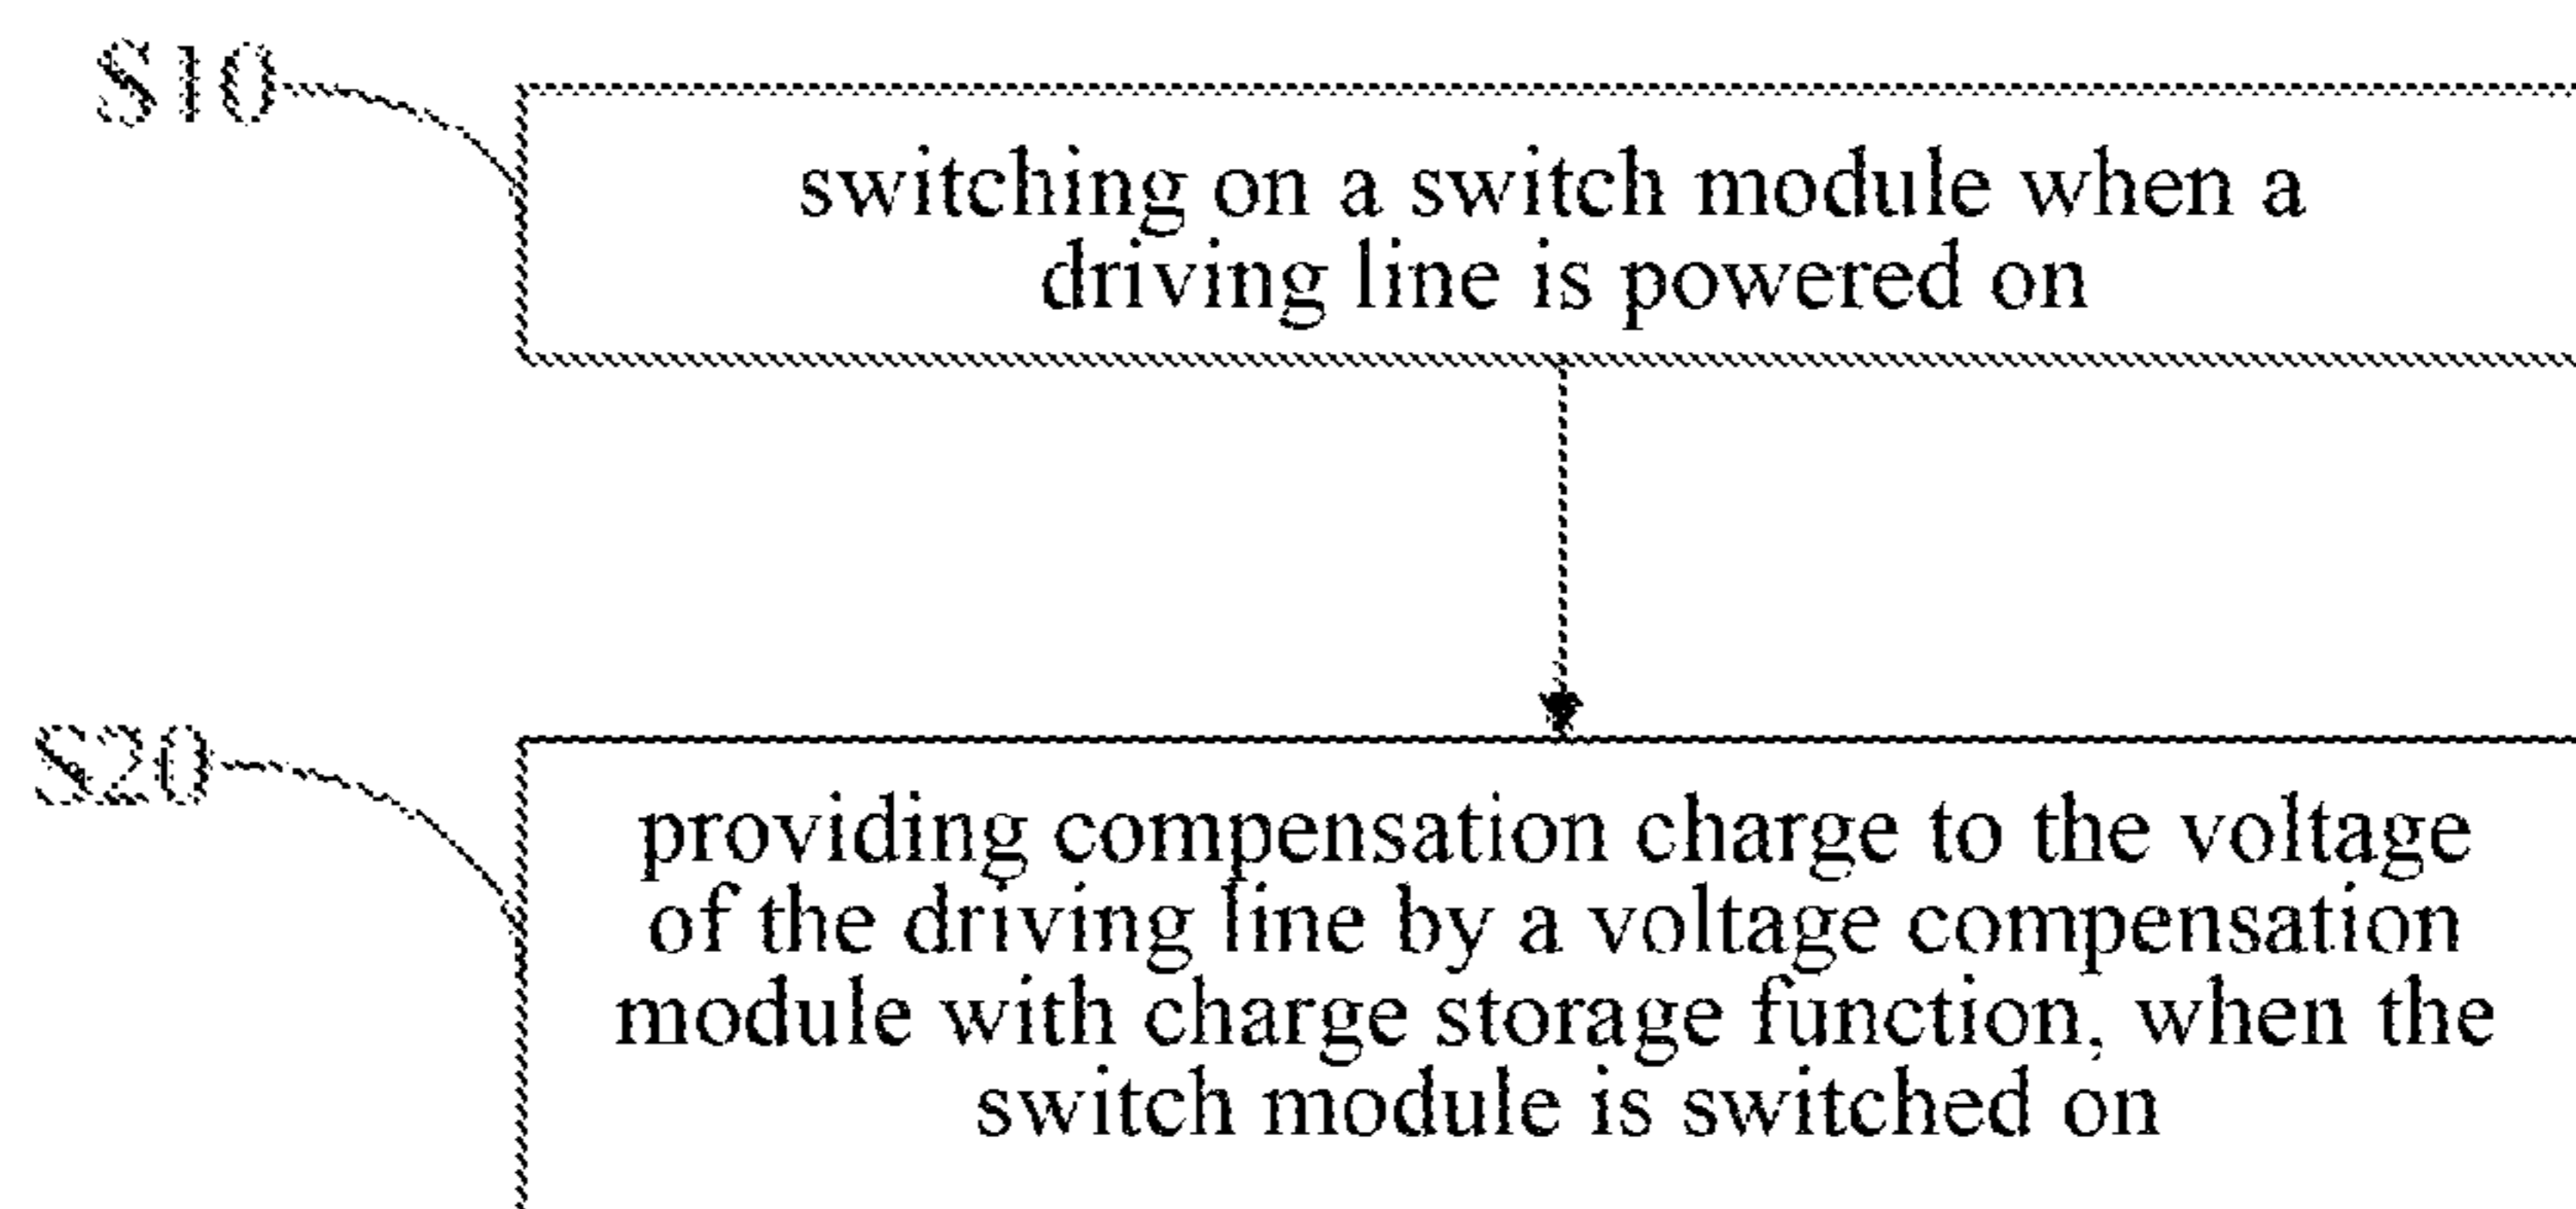 S10
switching on a switch module when a
driving line is powered on
S20
providing compensation charge to the voltage
of the driving line by a voltage compensation
module with charge storage function, when the
switch module is switched on